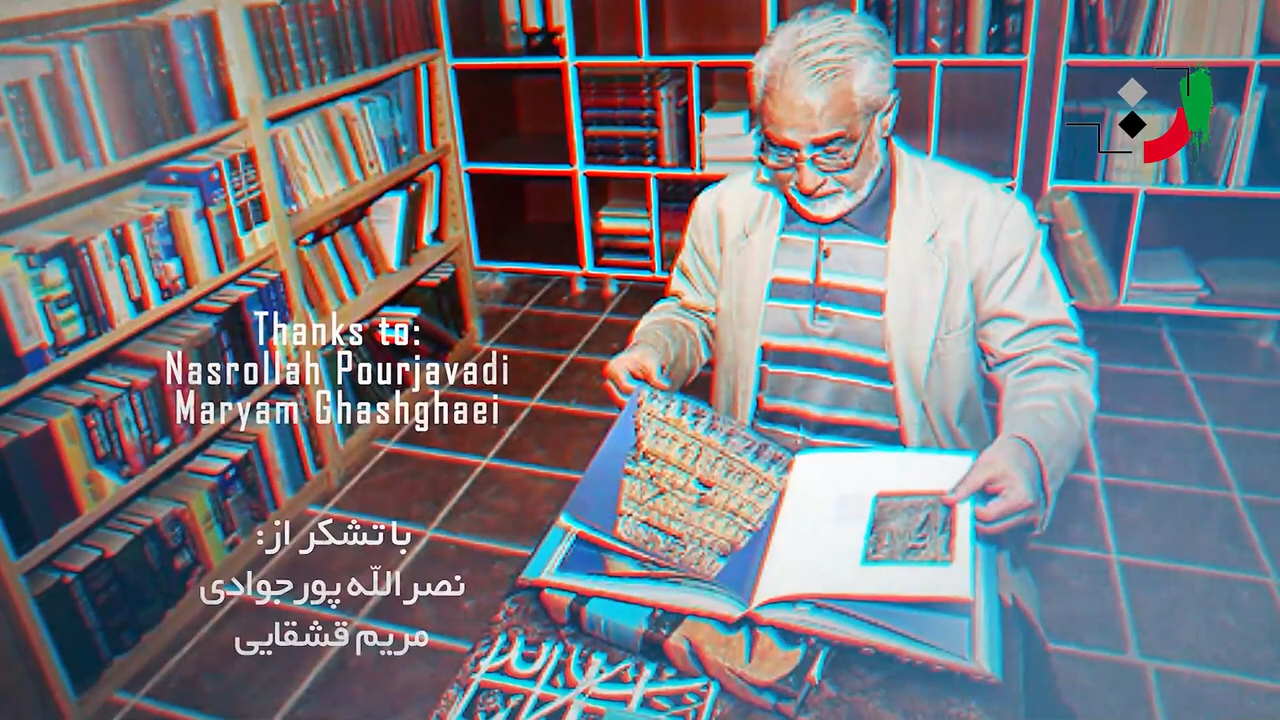 Thanks to:
Nasrollah Pourjavadi
Maryam Ghashghaei
با تشکر از:
نصرالله پورجوادی
مریم قشقایی